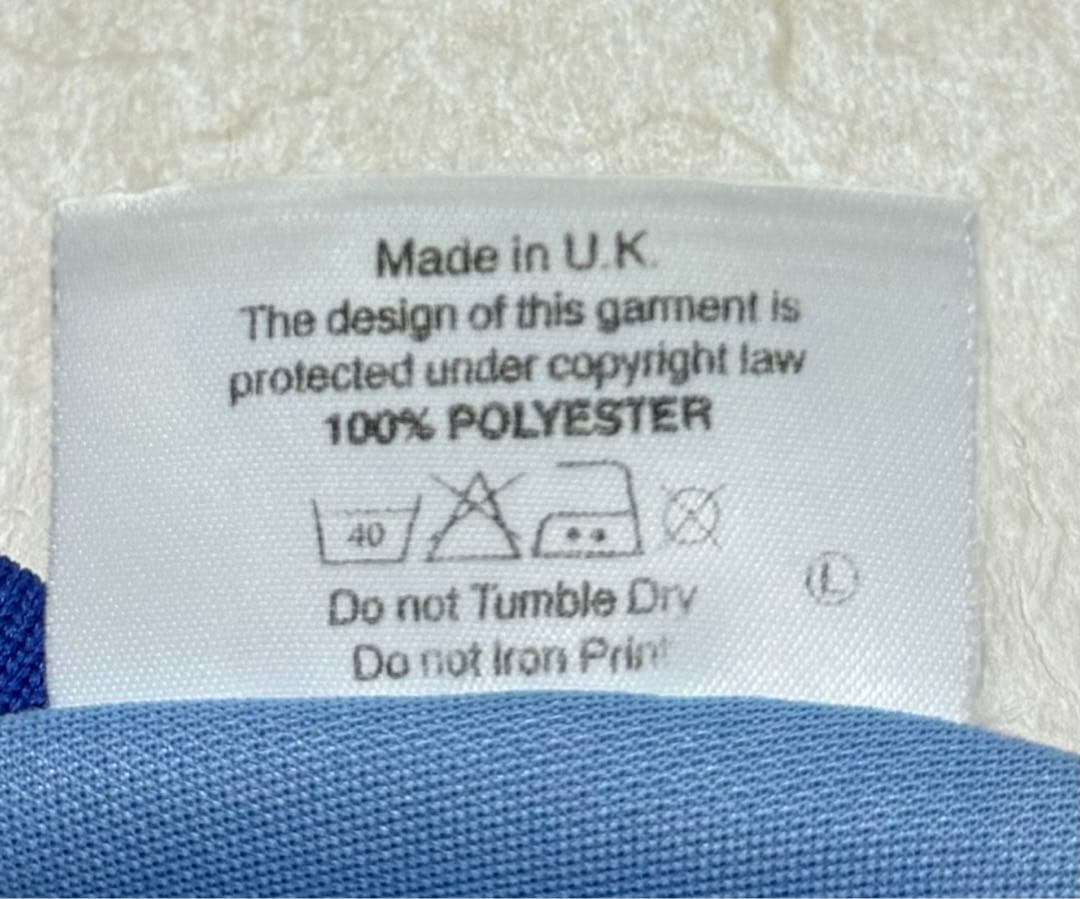 Made in U.K.
The design of this garment is
protected under copyright law
100% POLYESTER
40
Do not Tumble Dry
L
Do not Iron Print